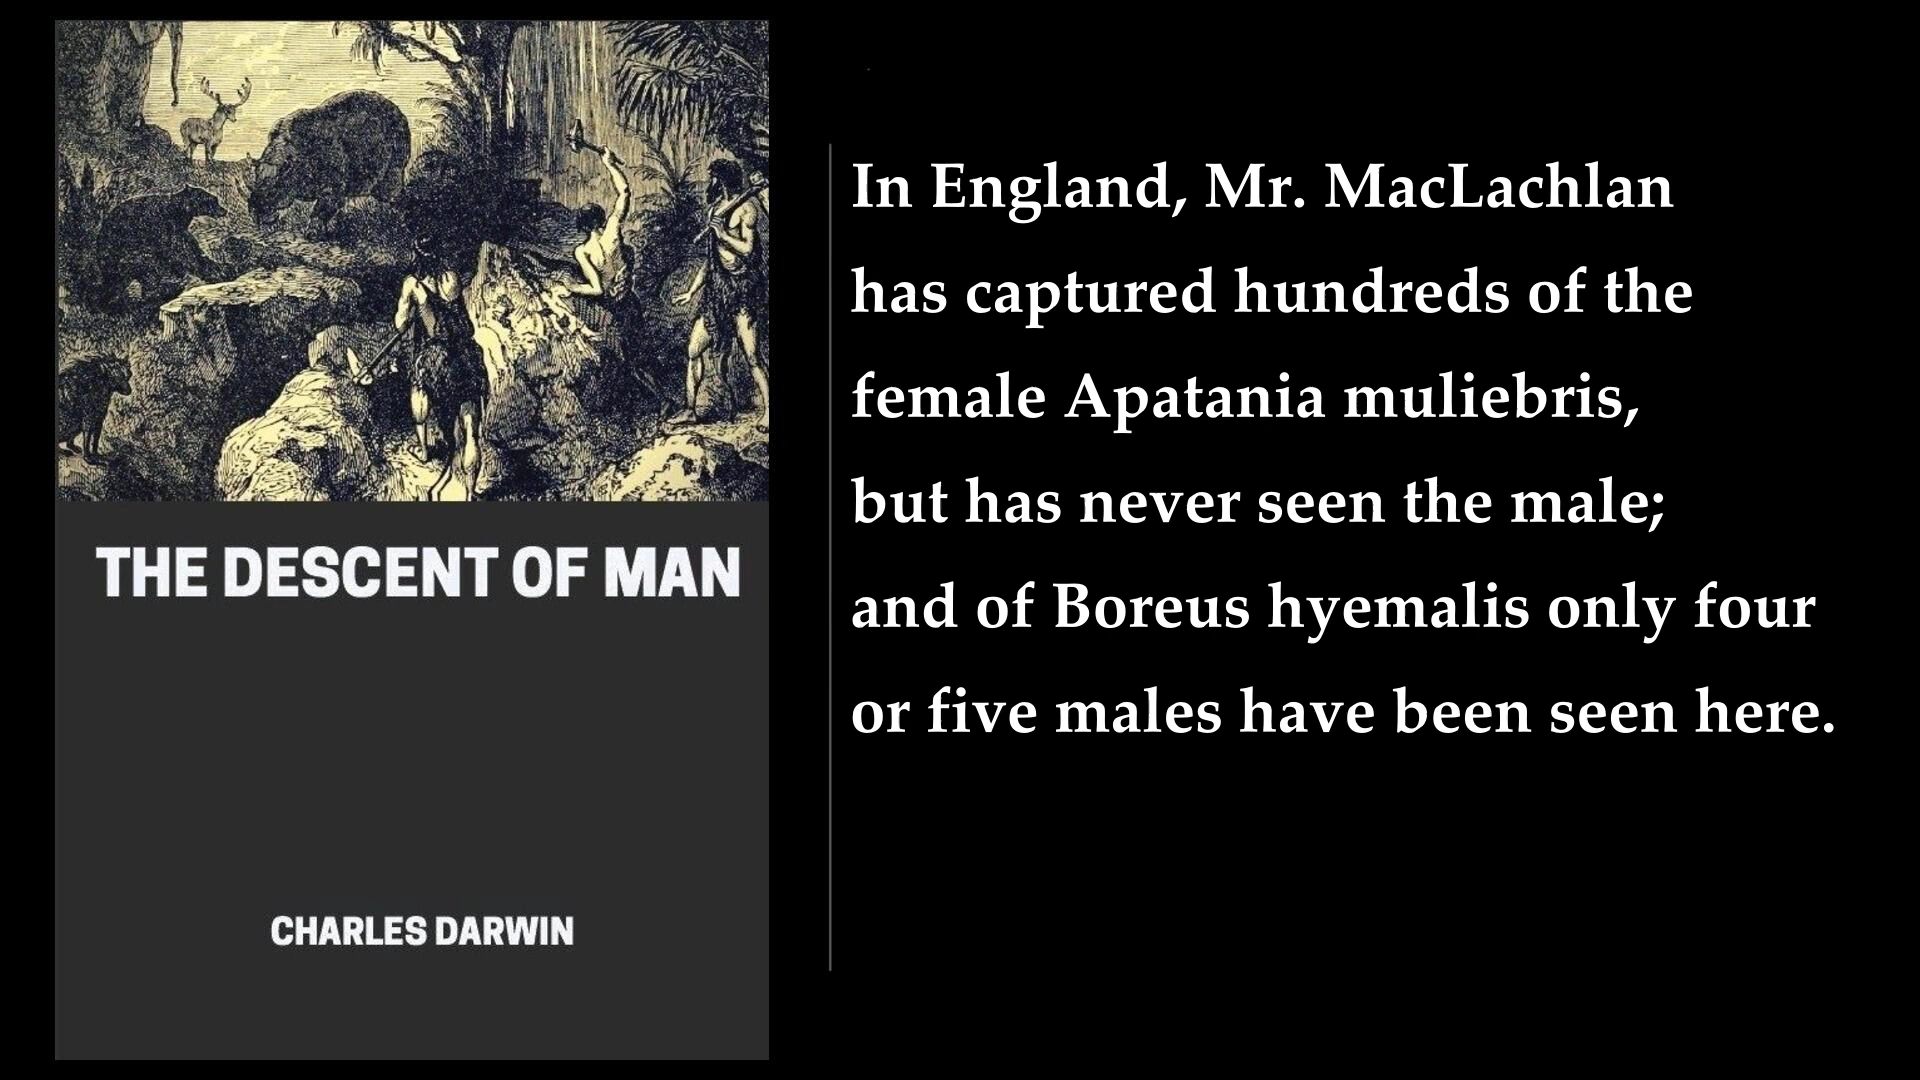 THE DESCENT OF MAN
CHARLES DARWIN
In England, Mr. MacLachlan
has captured hundreds of the
female Apatania muliebris,
but has never seen the male;
and of Boreus hyemalis only four
or five males have been seen here.